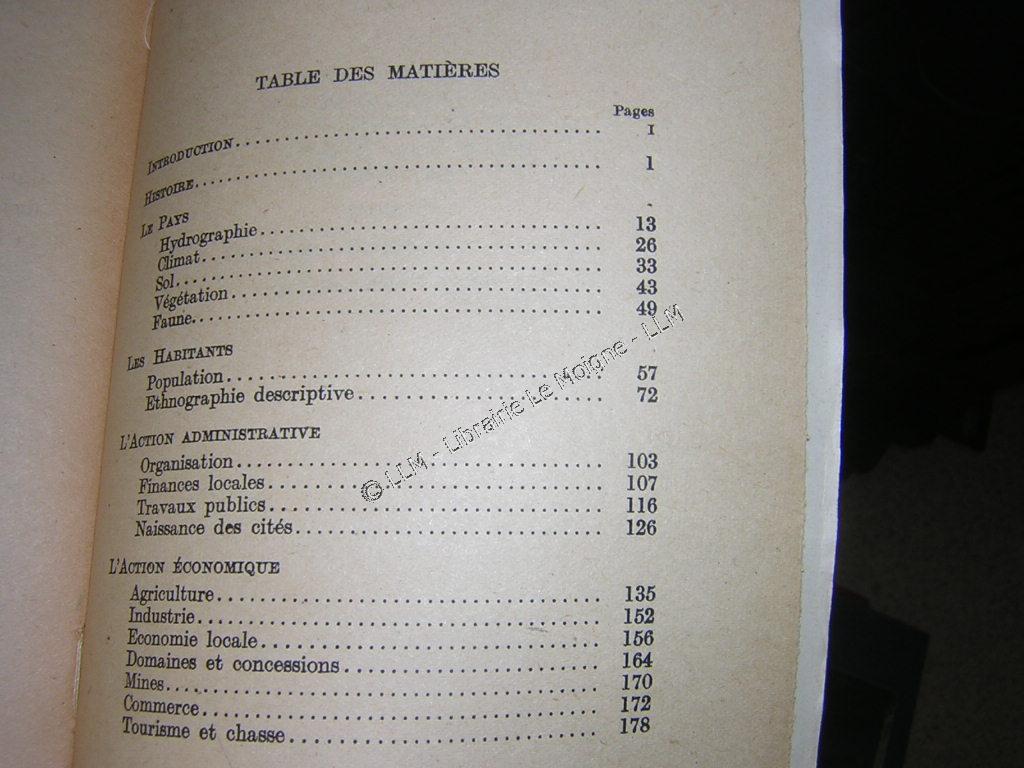 TABLE DES MATIÈRES
Pages
INTRODUCTION........................................ I
HISTOIRE........................................ 1
LE PAYS
Hydrographie........................................ 13
Climat........................................ 26
Sol........................................ 33
Végétation........................................ 43
Faune........................................ 49
LES HABITANTS
Population........................................ 57
Ethnographie descriptive........................................ 72
L'ACTION ADMINISTRATIVE
Organisation........................................ 103
Finances locales........................................ 107
Travaux publics........................................ 116
Naissance des cités........................................ 126
L'ACTION ÉCONOMIQUE
Agriculture........................................ 135
Industrie........................................ 152
Economie locale........................................ 156
Domaines et concessions........................................ 164
Mines........................................ 170
Commerce........................................ 172
Tourisme et chasse........................................ 178
© LLM - Librairie Le Moigne - LLM